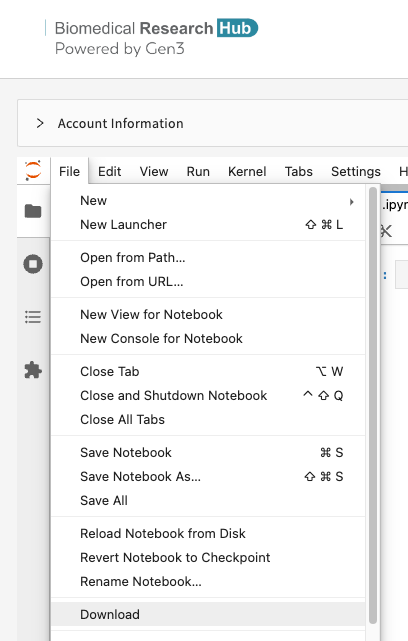 Biomedical Research Hub
Powered by Gen3
Account Information
File Edit View Run Kernel Tabs Settings H
New
New Launcher ⇧ ⌘ L
.ipyn
Open from Path...
Open from URL...
:
New View for Notebook
New Console for Notebook
Close Tab ⌥ W
Close and Shutdown Notebook ^ ⇧ Q
Close All Tabs
Save Notebook ⌘ S
Save Notebook As... ⇧ ⌘ S
Save All
Reload Notebook from Disk
Revert Notebook to Checkpoint
Rename Notebook...
Download